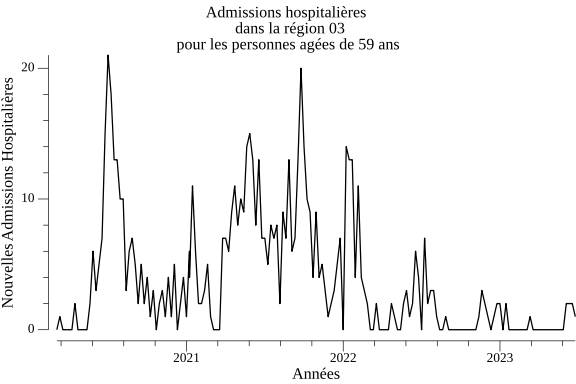 Admissions hospitalières
dans la région 03
pour les personnes agées de 59 ans
Nouvelles Admissions Hospitalières
20
10
0
2021
2022
2023
Années